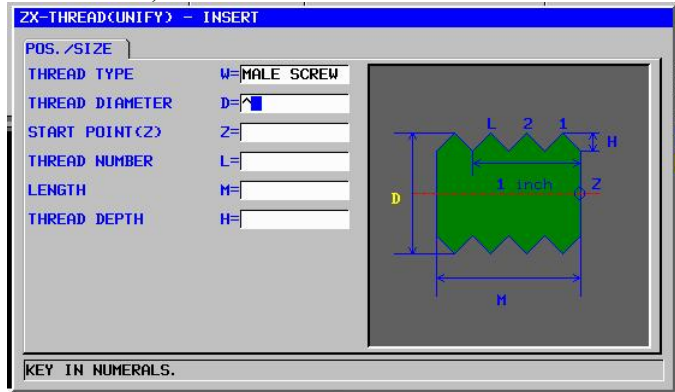 ZX-THREAD(UNIFY) - INSERT
POS./SIZE
THREAD TYPE W=MALE SCREW
THREAD DIAMETER D=^
START POINT(Z) Z=
THREAD NUMBER L=
LENGTH M=
THREAD DEPTH H=
L 2 1
H
1 inch Z
D
M
KEY IN NUMERALS.